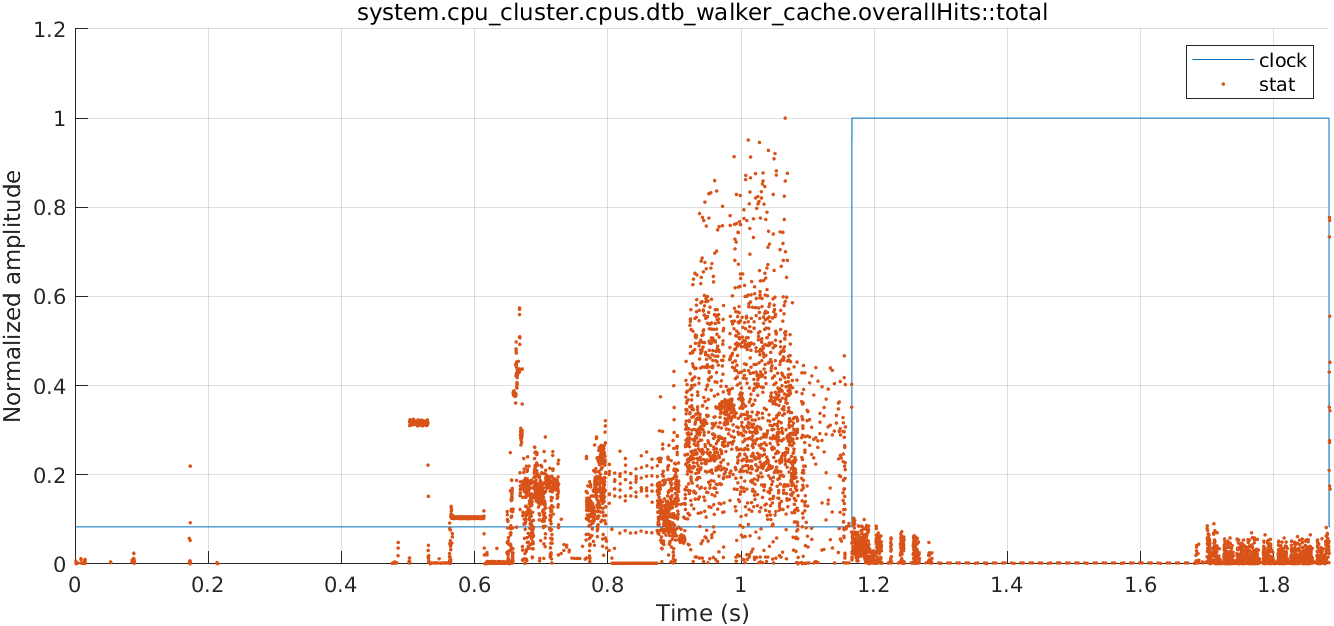 system.cpu_cluster.cpus.dtb_walker_cache.overallHits::total
clock
stat
Normalized amplitude
1.2
1
0.8
0.6
0.4
0.2
0
0 0.2 0.4 0.6 0.8 1 1.2 1.4 1.6 1.8
Time (s)